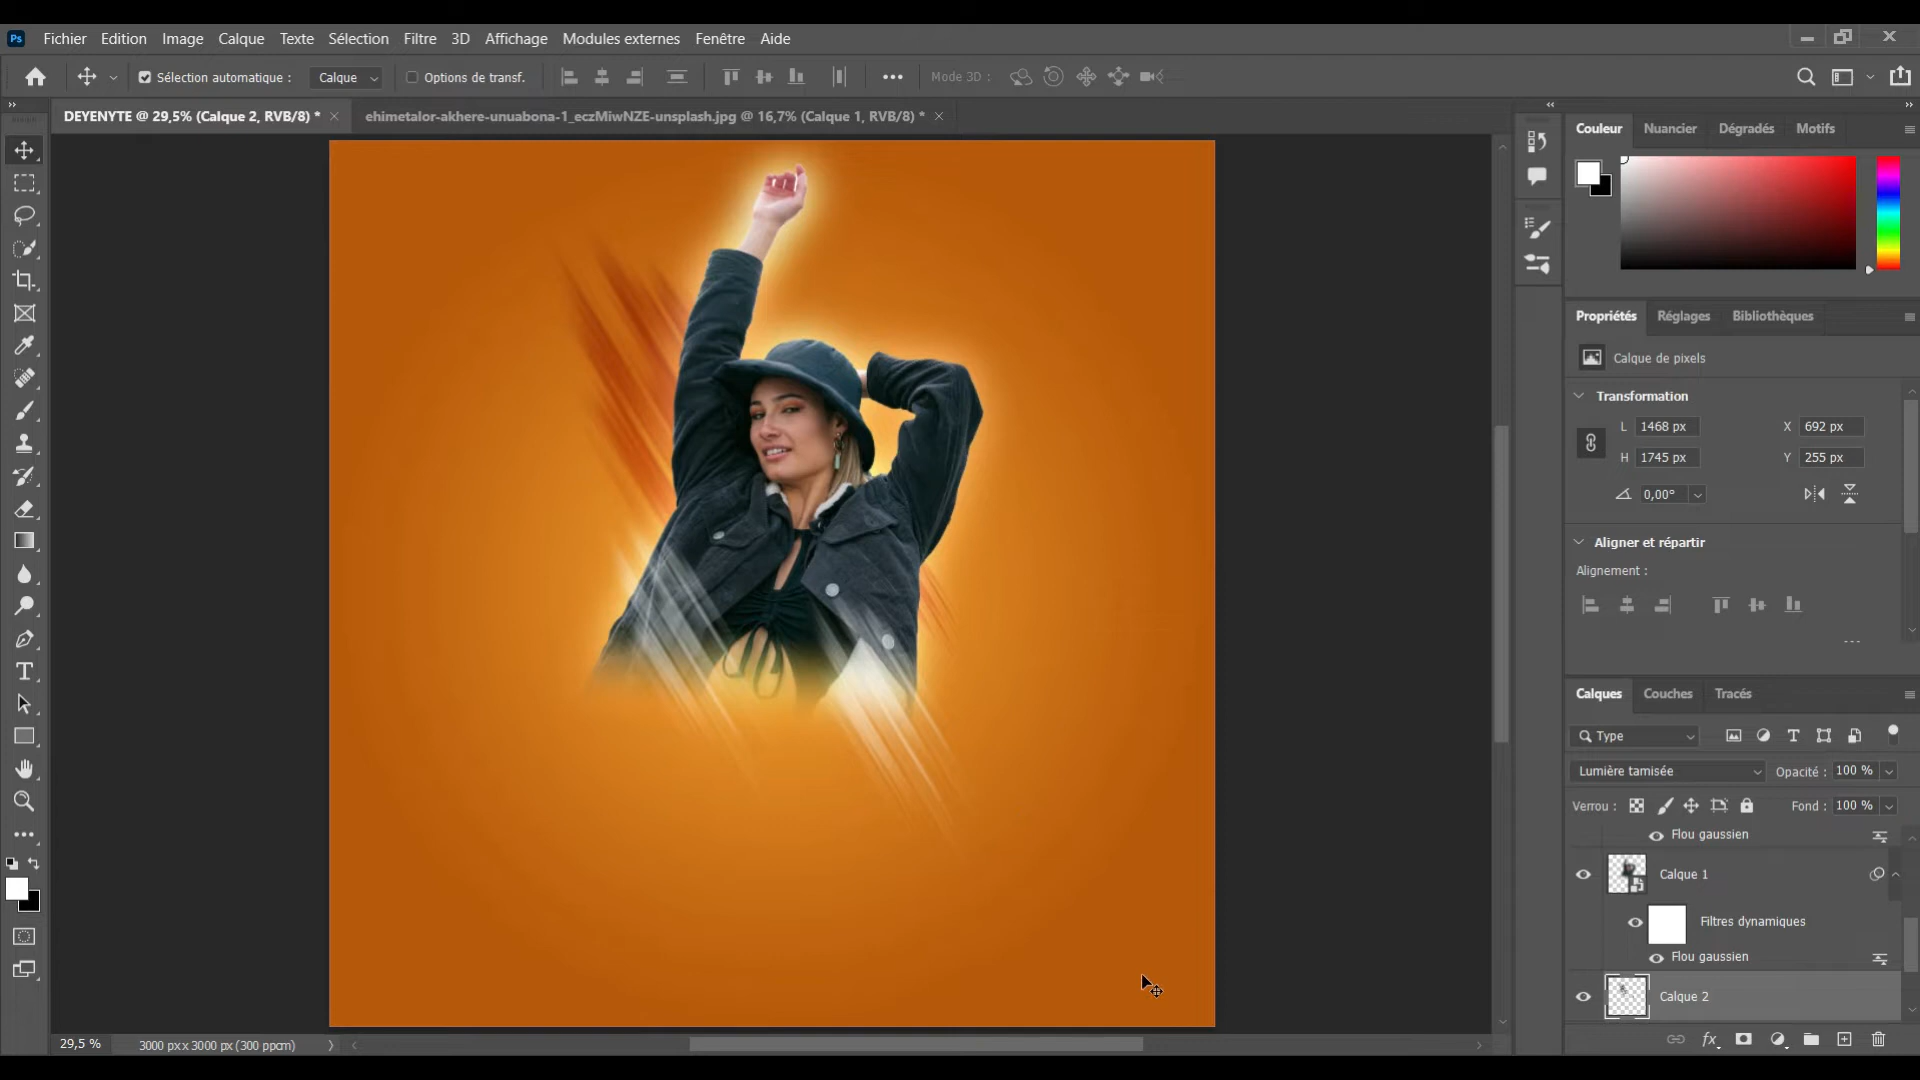 Ps Fichier Edition Image Calque Texte Sélection Filtre 3D Affichage Modules externes Fenêtre Aide
Sélection automatique : Calque Options de transf. Mode 3D :
DEYENYTE @ 29,5% (Calque 2, RVB/8) * ehimetalor-akhere-unuabona-1_eczMiwNZE-unsplash.jpg @ 16,7% (Calque 1, RVB/8) *
Couleur Nuancier Dégradés Motifs
Propriétés Réglages Bibliothèques
Calque de pixels
Transformation
L 1468 px X 692 px
H 1745 px Y 255 px
0,00°
Aligner et répartir
Alignement :
Calques Couches Tracés
Type
Lumière tamisée Opacité : 100 %
Verrou : Fond : 100 %
Flou gaussien
Calque 1
Filtres dynamiques
Flou gaussien
Calque 2
fx
29,5 % 3000 px x 3000 px (300 ppcm)